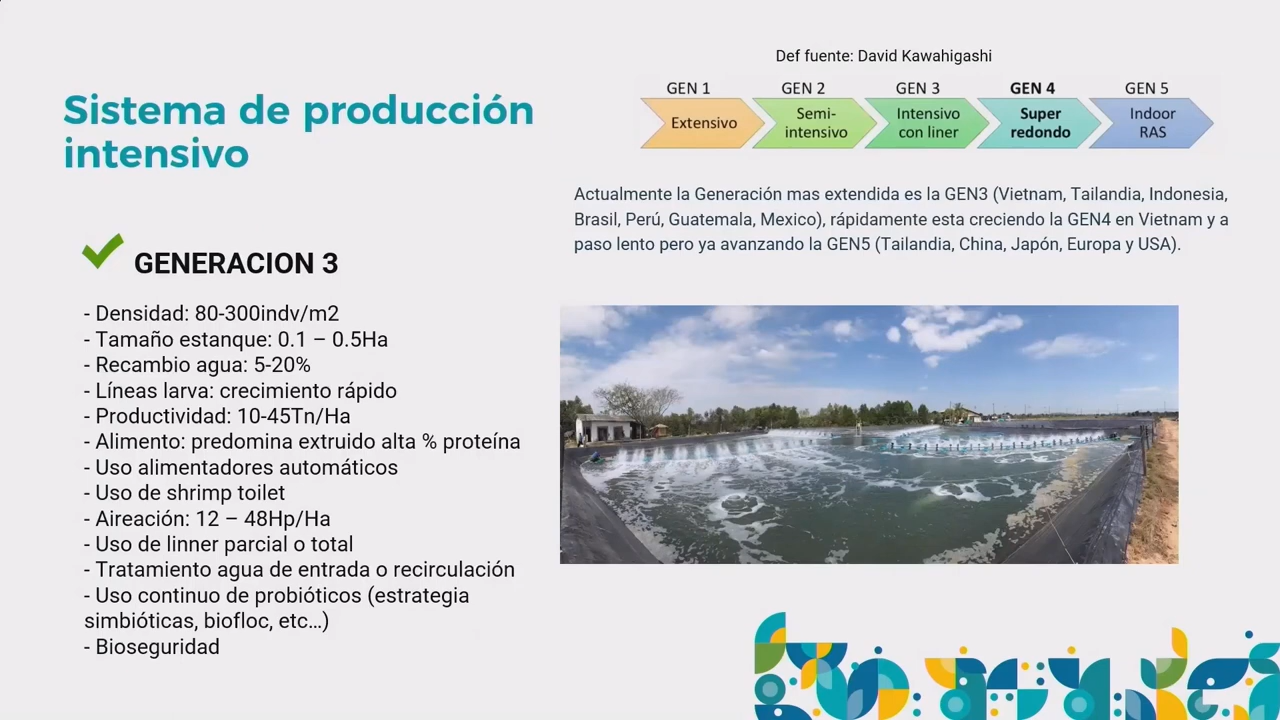 Sistema de producción
intensivo
Def fuente: David Kawahigashi
GEN 1
GEN 2
GEN 3
GEN 4
GEN 5
Extensivo
Semi-
intensivo
Intensivo
con liner
Super
redondo
Indoor
RAS
Actualmente la Generación mas extendida es la GEN3 (Vietnam, Tailandia, Indonesia,
Brasil, Perú, Guatemala, Mexico), rápidamente esta creciendo la GEN4 en Vietnam y a
paso lento pero ya avanzando la GEN5 (Tailandia, China, Japón, Europa y USA).
GENERACION 3
- Densidad: 80-300indv/m2
- Tamaño estanque: 0.1 – 0.5Ha
- Recambio agua: 5-20%
- Líneas larva: crecimiento rápido
- Productividad: 10-45Tn/Ha
- Alimento: predomina extruido alta % proteína
- Uso alimentadores automáticos
- Uso de shrimp toilet
- Aireación: 12 – 48Hp/Ha
- Uso de linner parcial o total
- Tratamiento agua de entrada o recirculación
- Uso continuo de probióticos (estrategia
simbióticas, biofloc, etc…)
- Bioseguridad